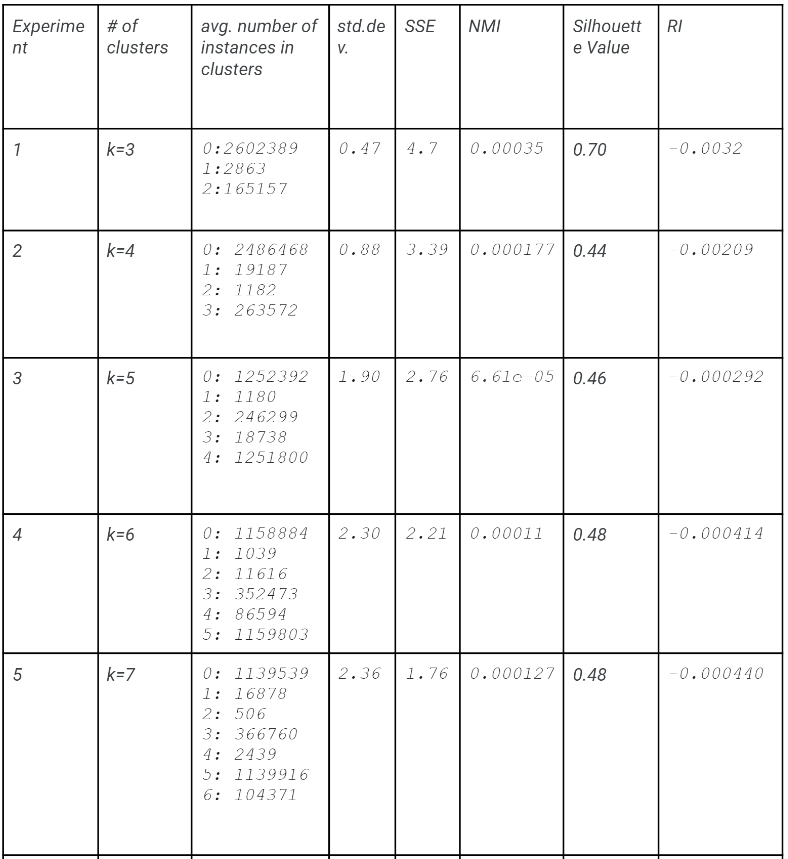 Experime # of avg. number of std.de SSE NMI Silhouett RI
nt clusters instances in v. e Value
clusters
1 k=3 0:2602389 0.47 4.7 0.00035 0.70 -0.0032
1:2863
2:165157
2 k=4 0: 2486468 0.88 3.39 0.000177 0.44 0.00209
1: 19187
2: 1182
3: 263572
3 k=5 0: 1252392 1.90 2.76 6.61e 05 0.46 0.000292
1: 1180
2: 246299
3: 18738
4: 1251800
4 k=6 0: 1158884 2.30 2.21 0.00011 0.48 -0.000414
1: 1039
2: 11616
3: 352473
4: 86594
5: 1159803
5 k=7 0: 1139539 2.36 1.76 0.000127 0.48 -0.000440
1: 16878
2: 506
3: 366760
4: 2439
5: 1139916
6: 104371